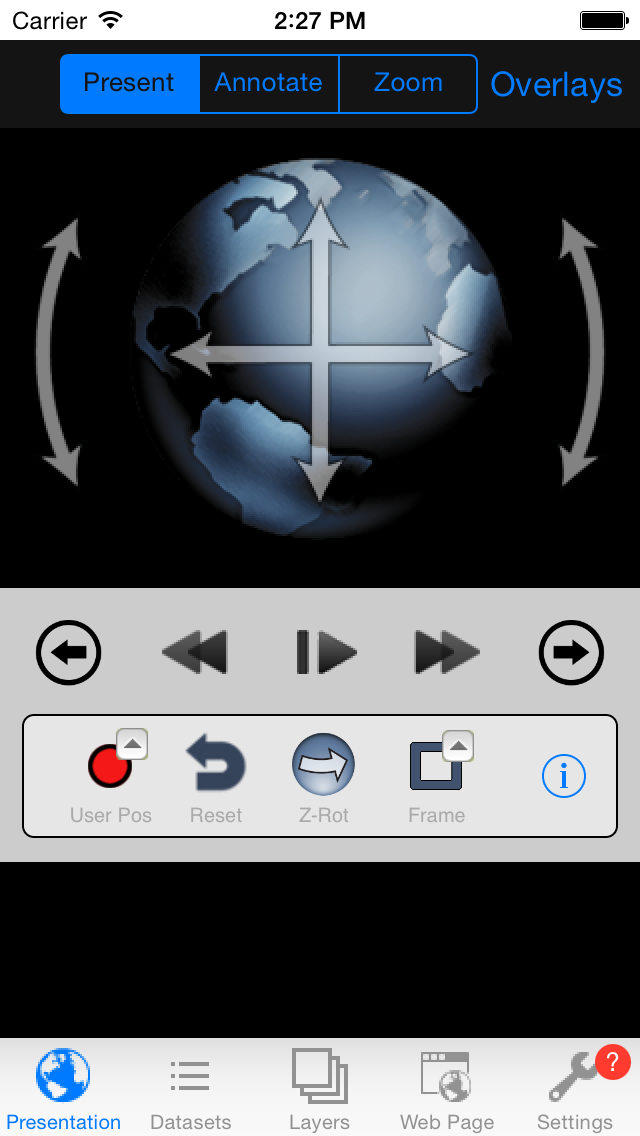 Carrier 2:27 PM
Present Annotate Zoom Overlays
User Pos Reset Z-Rot Frame i
Presentation Datasets Layers Web Page Settings ?